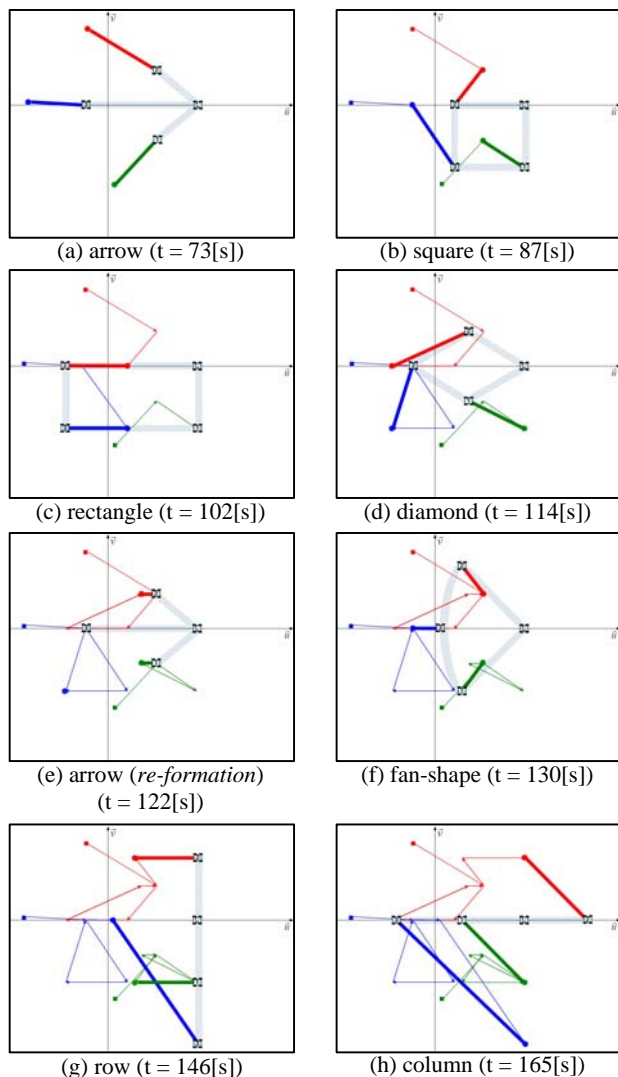 (a) arrow (t = 73[s])
(b) square (t = 87[s])
(c) rectangle (t = 102[s])
(d) diamond (t = 114[s])
(e) arrow (re-formation)
(t = 122[s])
(f) fan-shape (t = 130[s])
(g) row (t = 146[s])
(h) column (t = 165[s])